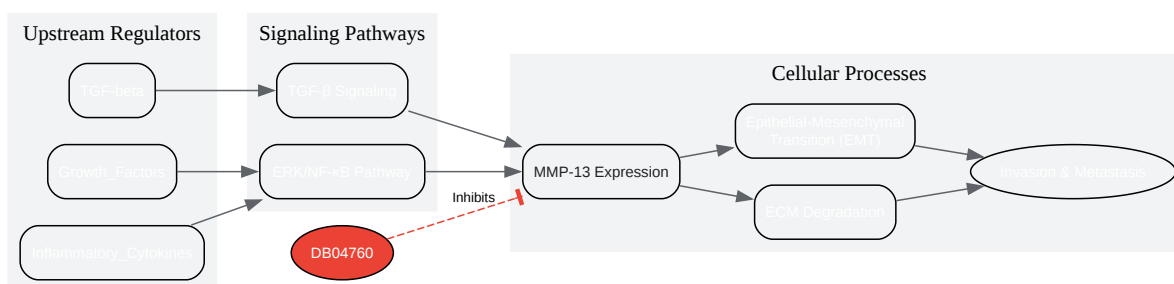 Upstream Regulators
Signaling Pathways
Cellular Processes
TGF-beta
TGF-β Signaling
Growth_Factors
ERK/NF-κB Pathway
Inflammatory_Cytokines
DB04760
Inhibits
MMP-13 Expression
Epithelial-Mesenchymal
Transition (EMT)
ECM Degradation
Invasion & Metastasis